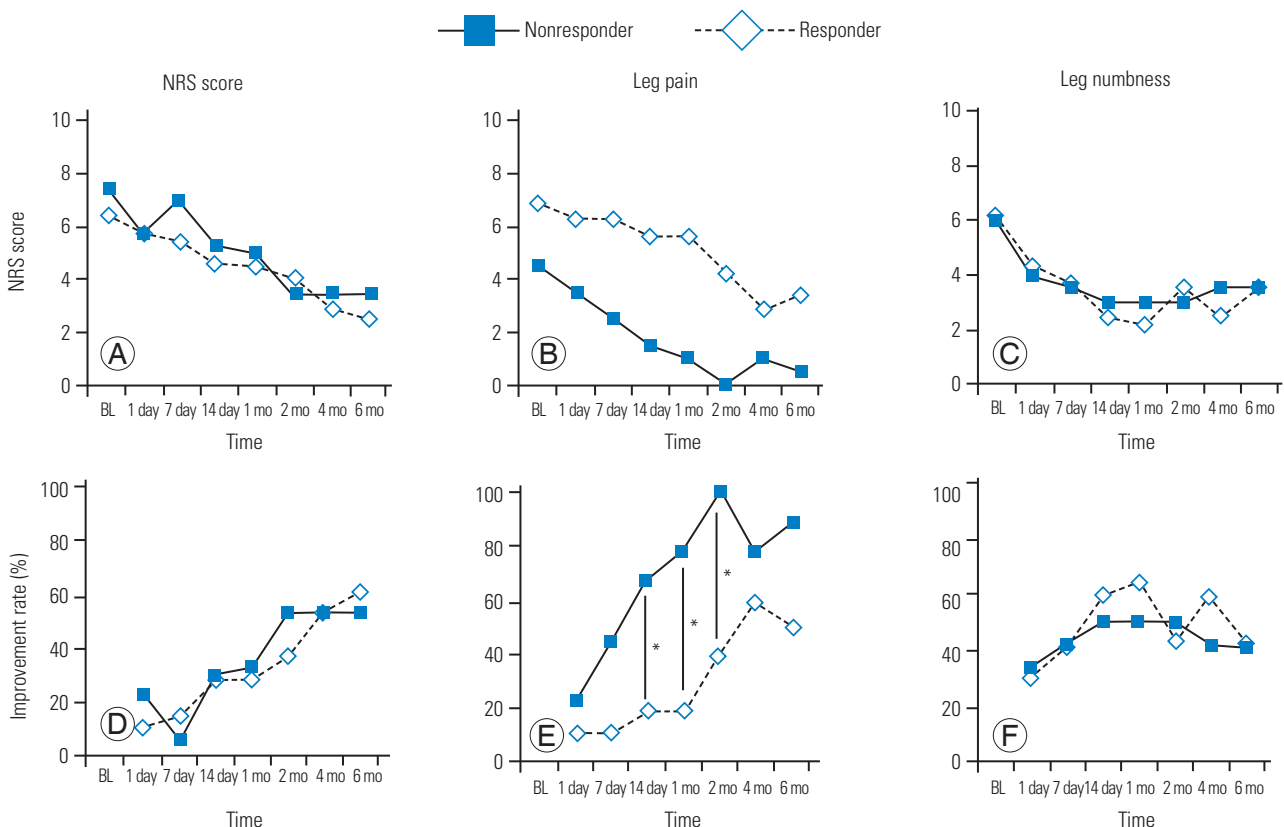 Nonresponder Responder
NRS score
Leg pain
Leg numbness
NRS score
10
8
6
4
2
0
A
BL 1 day 7 day 14 day 1 mo 2 mo 4 mo 6 mo
Time
10
8
6
4
2
0
B
BL 1 day 7 day 14 day 1 mo 2 mo 4 mo 6 mo
Time
10
8
6
4
2
0
C
BL 1 day 7 day 14 day 1 mo 2 mo 4 mo 6 mo
Time
Improvement rate (%)
100
80
60
40
20
0
D
BL 1 day 7 day 14 day 1 mo 2 mo 4 mo 6 mo
Time
100
80
60
40
20
0
* * *
E
BL 1 day 7 day 14 day 1 mo 2 mo 4 mo 6 mo
Time
100
80
60
40
20
0
F
BL 1 day 7 day14 day 1 mo 2 mo 4 mo 6 mo
Time